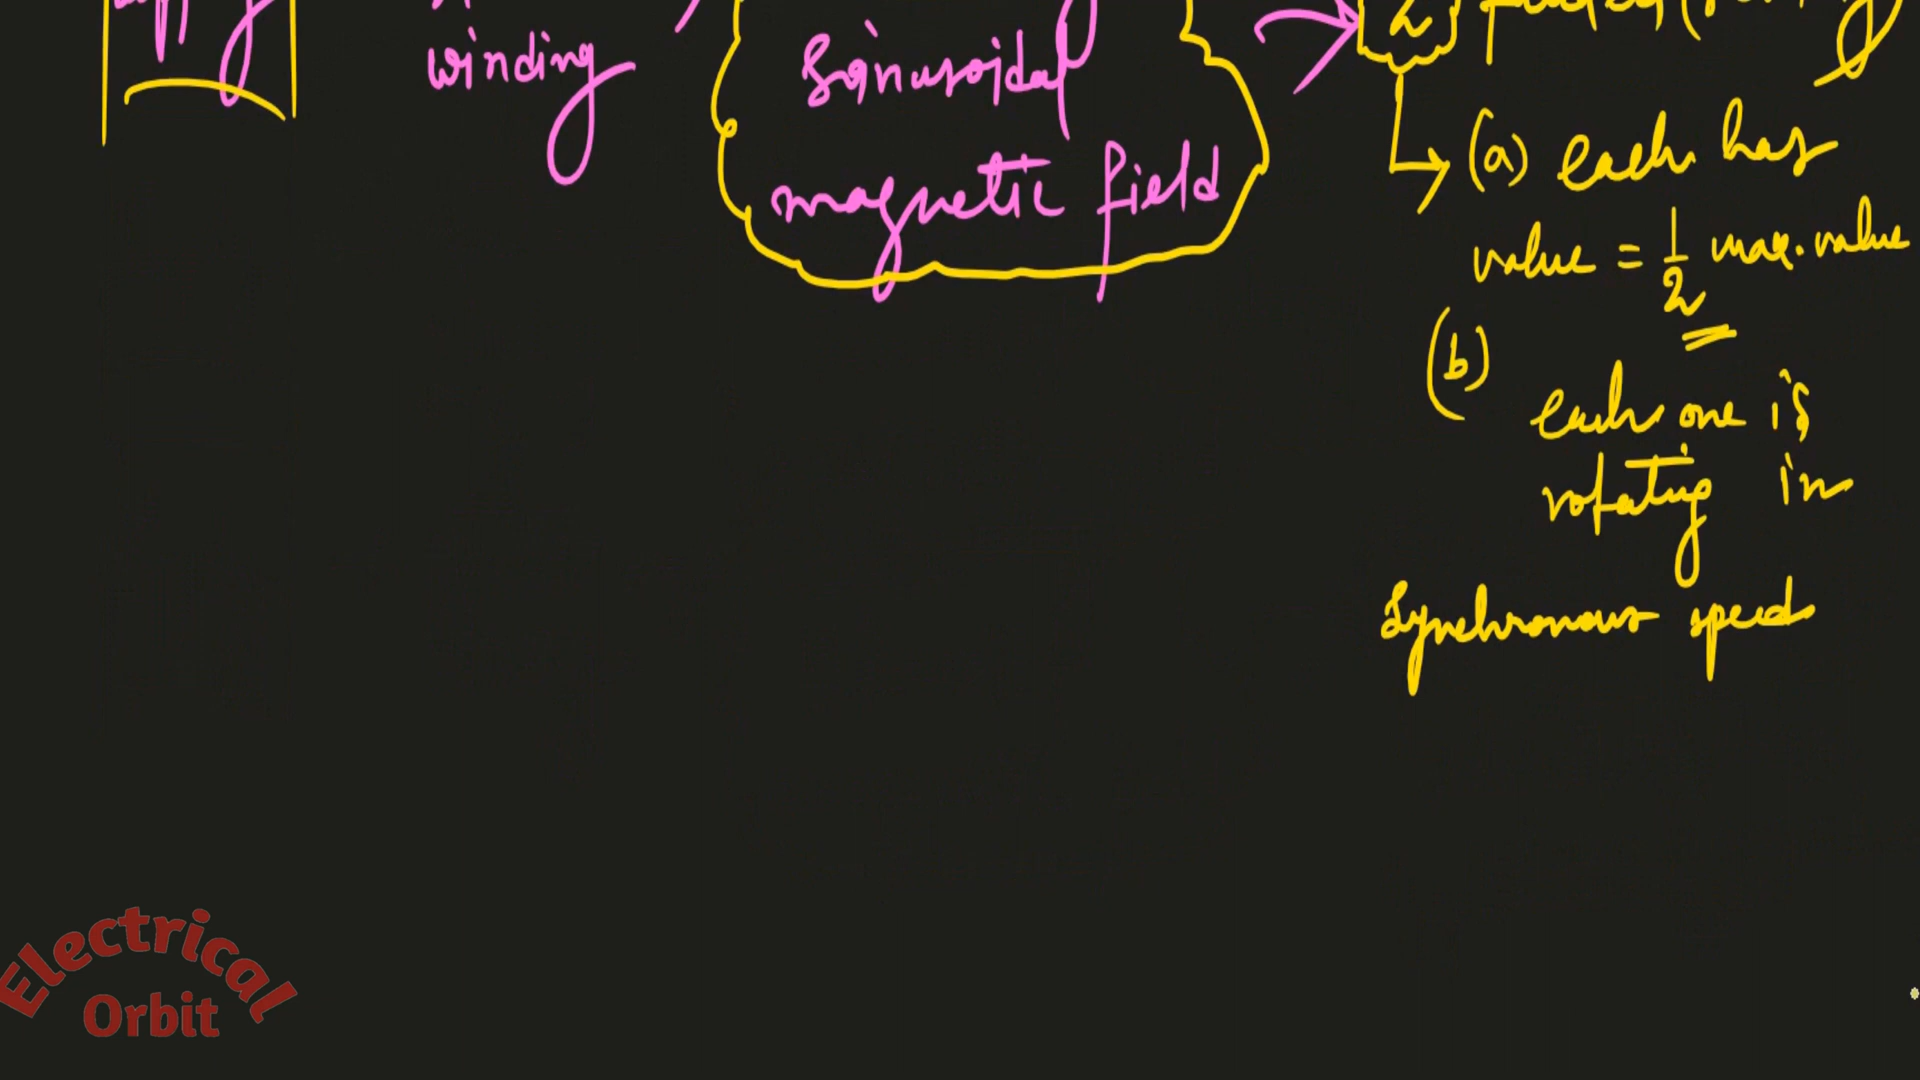 winding
Sinusoidal
magnetic field
2
(a) each has
value = 1/2 max. value
(b)
each one is
rotating in
synchronous speed
Electrical
Orbit